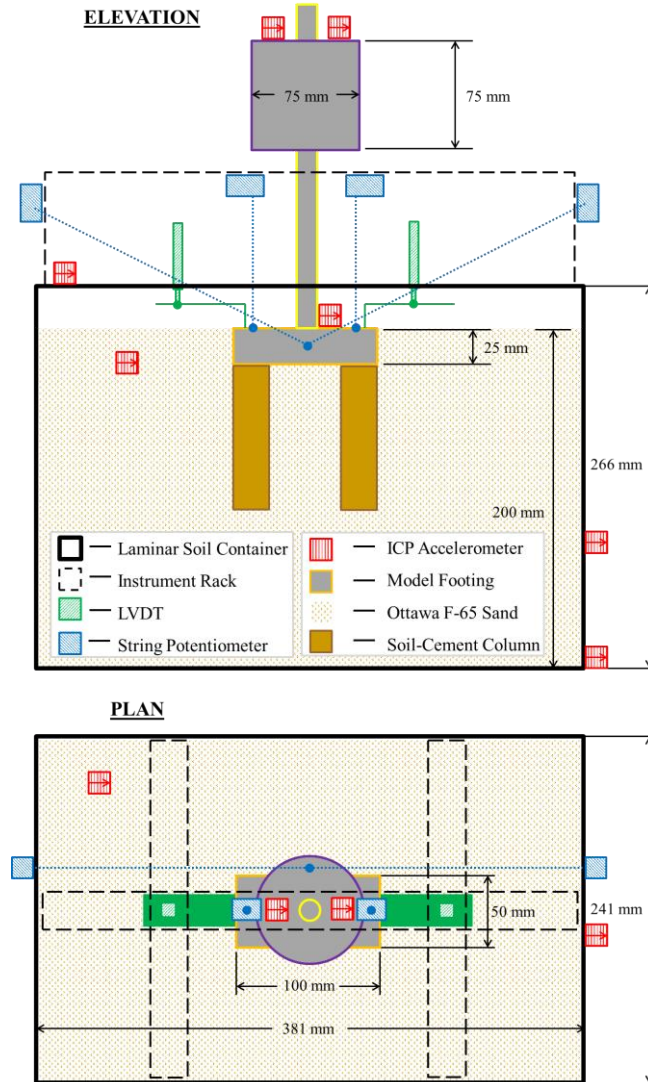 ELEVATION
75 mm
75 mm
25 mm
266 mm
200 mm
Laminar Soil Container
Instrument Rack
LVDT
String Potentiometer
ICP Accelerometer
Model Footing
Ottawa F-65 Sand
Soil-Cement Column
PLAN
50 mm
241 mm
100 mm
381 mm